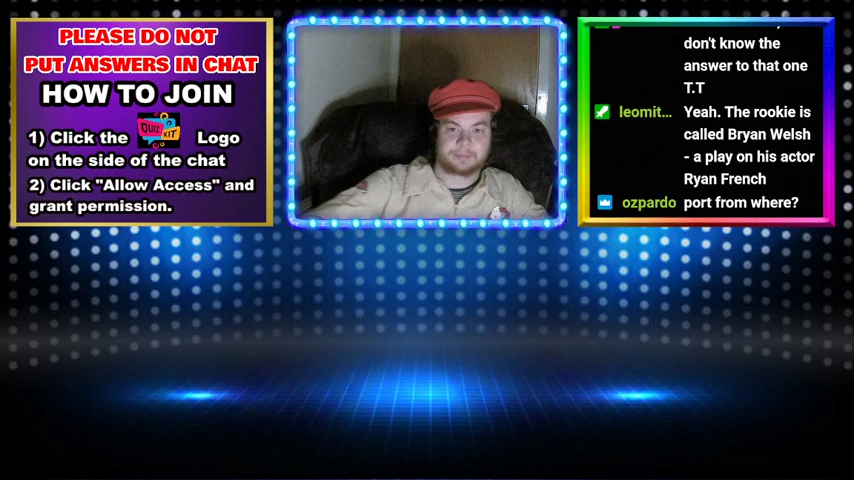 PLEASE DO NOT
PUT ANSWERS IN CHAT
HOW TO JOIN
1) Click the QUIZ KIT Logo
on the side of the chat
2) Click "Allow Access" and
grant permission.
don't know the
answer to that one
T.T
leomit... Yeah. The rookie is
called Bryan Welsh
- a play on his actor
Ryan French
ozpardo port from where?